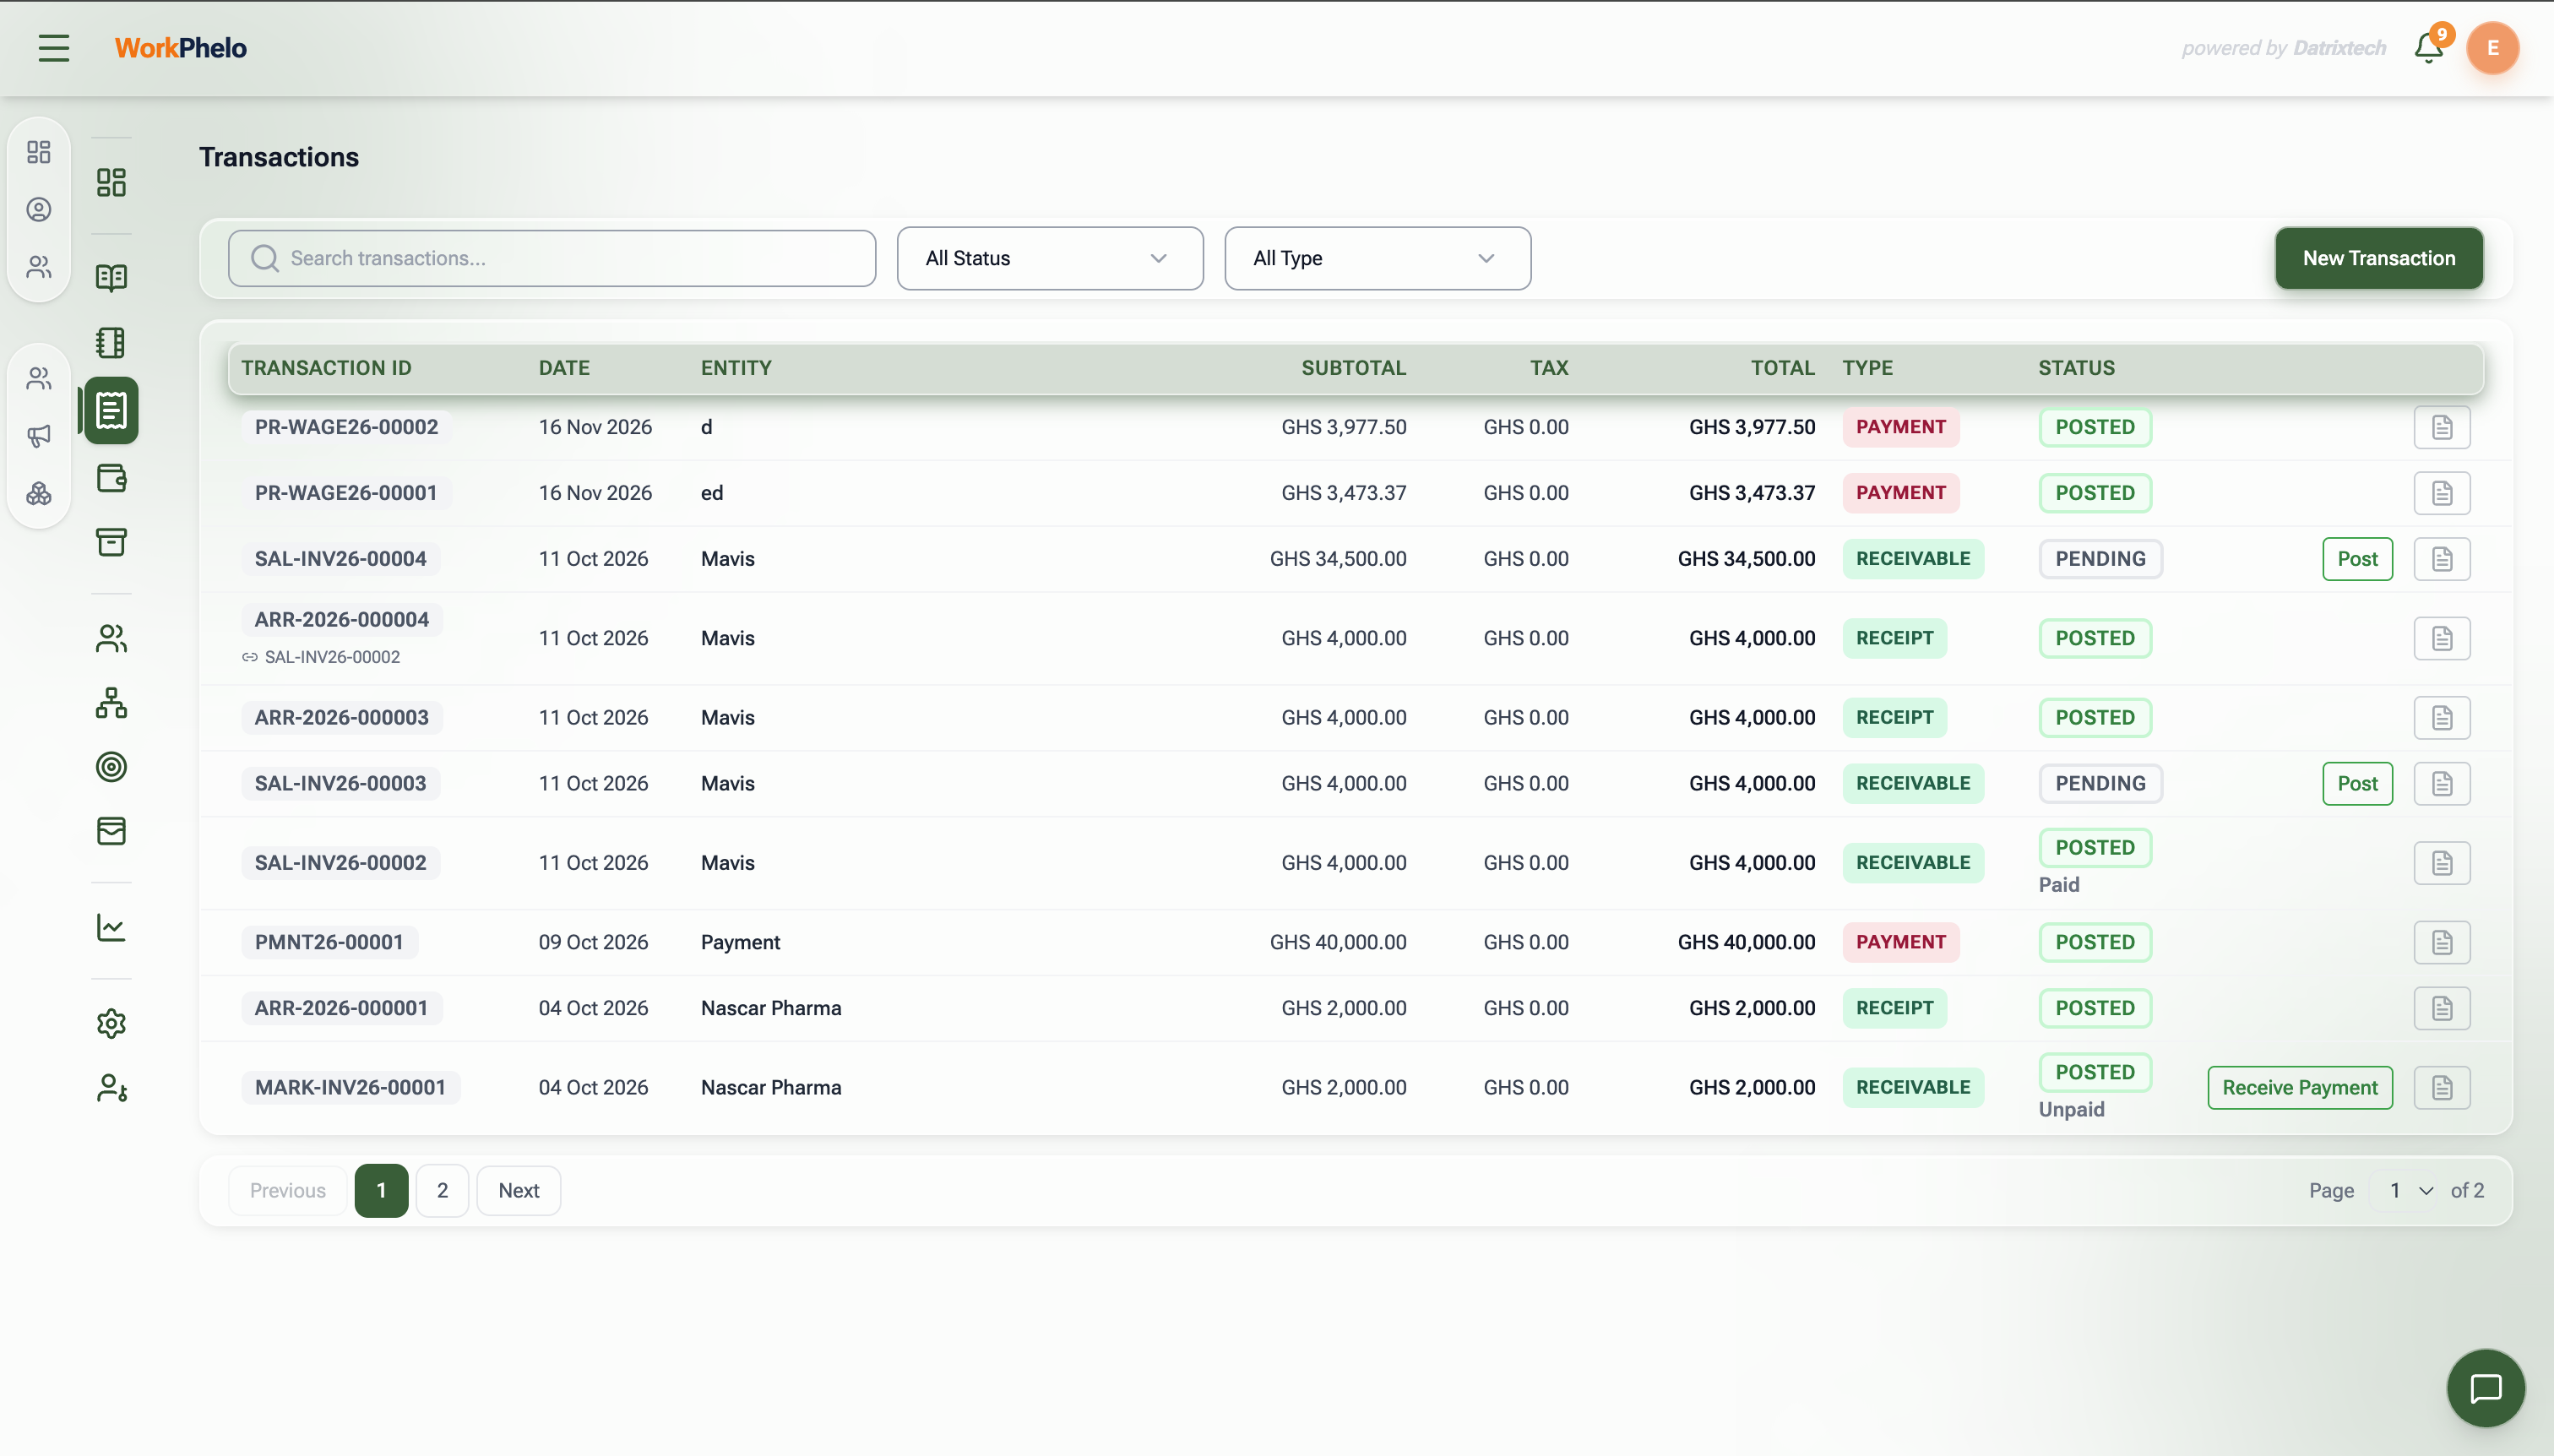 WorkPhelo
powered by Datrixtech
9
E
Transactions
Search transactions...
All Status
All Type
New Transaction
TRANSACTION ID DATE ENTITY SUBTOTAL TAX TOTAL TYPE STATUS
PR-WAGE26-00002 16 Nov 2026 d GHS 3,977.50 GHS 0.00 GHS 3,977.50 PAYMENT POSTED
PR-WAGE26-00001 16 Nov 2026 ed GHS 3,473.37 GHS 0.00 GHS 3,473.37 PAYMENT POSTED
SAL-INV26-00004 11 Oct 2026 Mavis GHS 34,500.00 GHS 0.00 GHS 34,500.00 RECEIVABLE PENDING Post
ARR-2026-000004 11 Oct 2026 Mavis GHS 4,000.00 GHS 0.00 GHS 4,000.00 RECEIPT POSTED
SAL-INV26-00002
ARR-2026-000003 11 Oct 2026 Mavis GHS 4,000.00 GHS 0.00 GHS 4,000.00 RECEIPT POSTED
SAL-INV26-00003 11 Oct 2026 Mavis GHS 4,000.00 GHS 0.00 GHS 4,000.00 RECEIVABLE PENDING Post
SAL-INV26-00002 11 Oct 2026 Mavis GHS 4,000.00 GHS 0.00 GHS 4,000.00 RECEIVABLE POSTED
Paid
PMNT26-00001 09 Oct 2026 Payment GHS 40,000.00 GHS 0.00 GHS 40,000.00 PAYMENT POSTED
ARR-2026-000001 04 Oct 2026 Nascar Pharma GHS 2,000.00 GHS 0.00 GHS 2,000.00 RECEIPT POSTED
MARK-INV26-00001 04 Oct 2026 Nascar Pharma GHS 2,000.00 GHS 0.00 GHS 2,000.00 RECEIVABLE POSTED Receive Payment
Unpaid
Previous 1 2 Next
Page 1 of 2